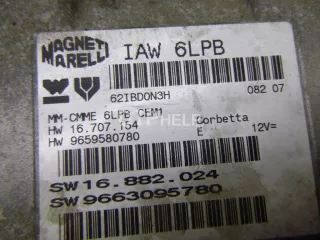 MAGNETI MARELLI IAW 6LPB
62IBDON3H 082 07
MM-CMME 6LPB CEM1
HW 16.707.154 Corbetta
HW 9659580780 E 12V=
SW16.882.024
SW9663095780